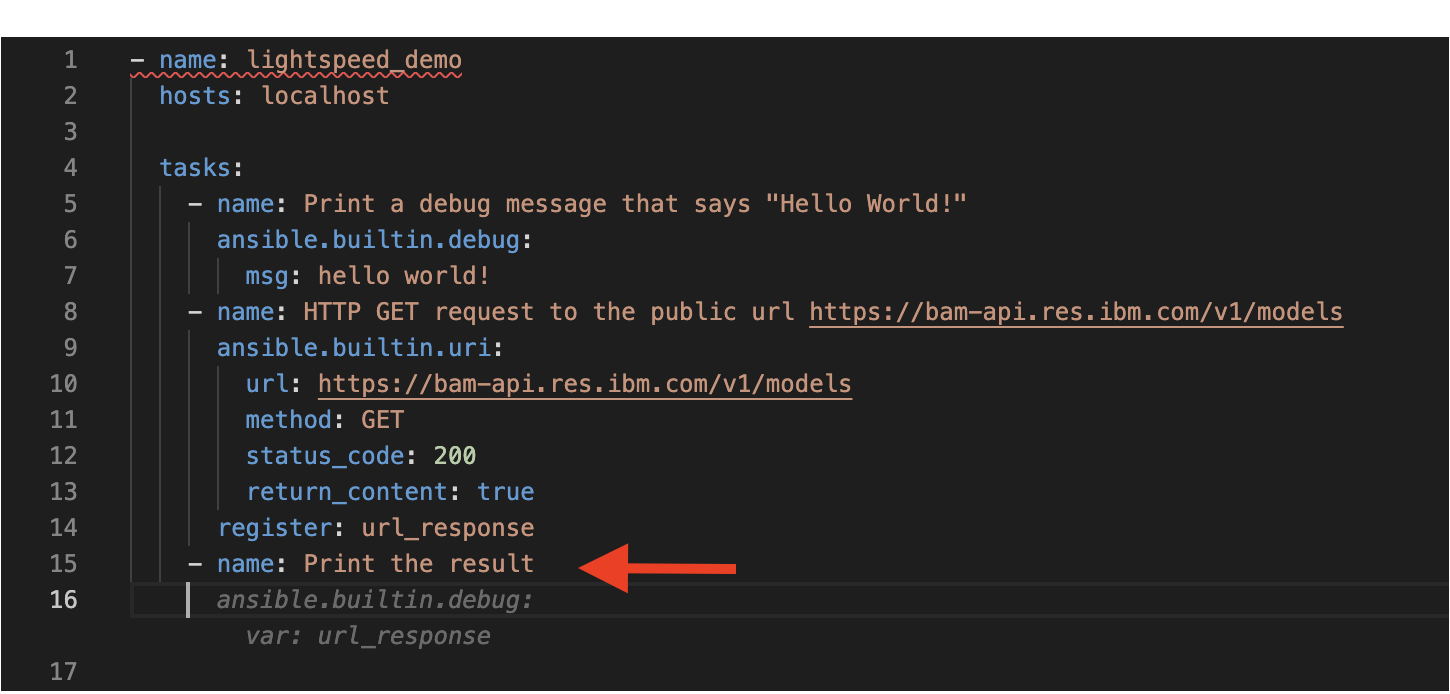 1 - name: lightspeed_demo
2 hosts: localhost
3
4 tasks:
5 - name: Print a debug message that says "Hello World!"
6 ansible.builtin.debug:
7 msg: hello world!
8 - name: HTTP GET request to the public url https://bam-api.res.ibm.com/v1/models
9 ansible.builtin.uri:
10 url: https://bam-api.res.ibm.com/v1/models
11 method: GET
12 status_code: 200
13 return_content: true
14 register: url_response
15 - name: Print the result
16 ansible.builtin.debug:
var: url_response
17